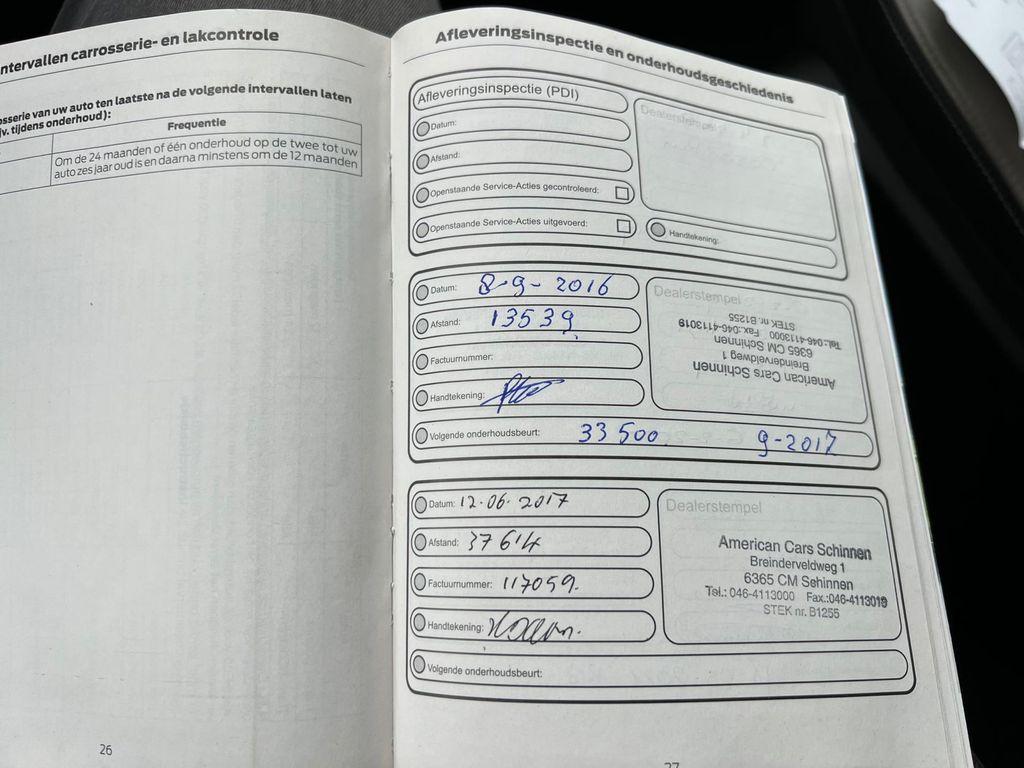 ntervallen carrosserie- en lakcontrole
osserie van uw auto ten laatste na de volgende intervallen laten
jv. tijdens onderhoud):
Frequentie
Om de 24 maanden of één onderhoud op de twee tot uw
auto zes jaar oud is en daarna minstens om de 12 maanden
26
Afleveringsinspectie en onderhoudsgeschiedenis
Afleveringsinspectie (PDI)
Dealerstempel
Datum:
Afstand:
Openstaande Service-Acties gecontroleerd:
Openstaande Service-Acties uitgevoerd:
Handtekening:
Datum: 8-9-2016
Afstand: 13539
Factuurnummer:
Handtekening:
Volgende onderhoudsbeurt: 33 500 9-2017
Dealerstempel
American Cars Schinnen
Breinderveldweg 1
6365 CM Schinnen
Tel.: 046-4113000 Fax.:046-4113019
STEK nr. B1255
Datum: 12-06-2017
Afstand: 37614
Factuurnummer: 117059.
Handtekening:
Volgende onderhoudsbeurt:
Dealerstempel
American Cars Schinnen
Breinderveldweg 1
6365 CM Schinnen
Tel.: 046-4113000 Fax.:046-4113019
STEK nr. B1255